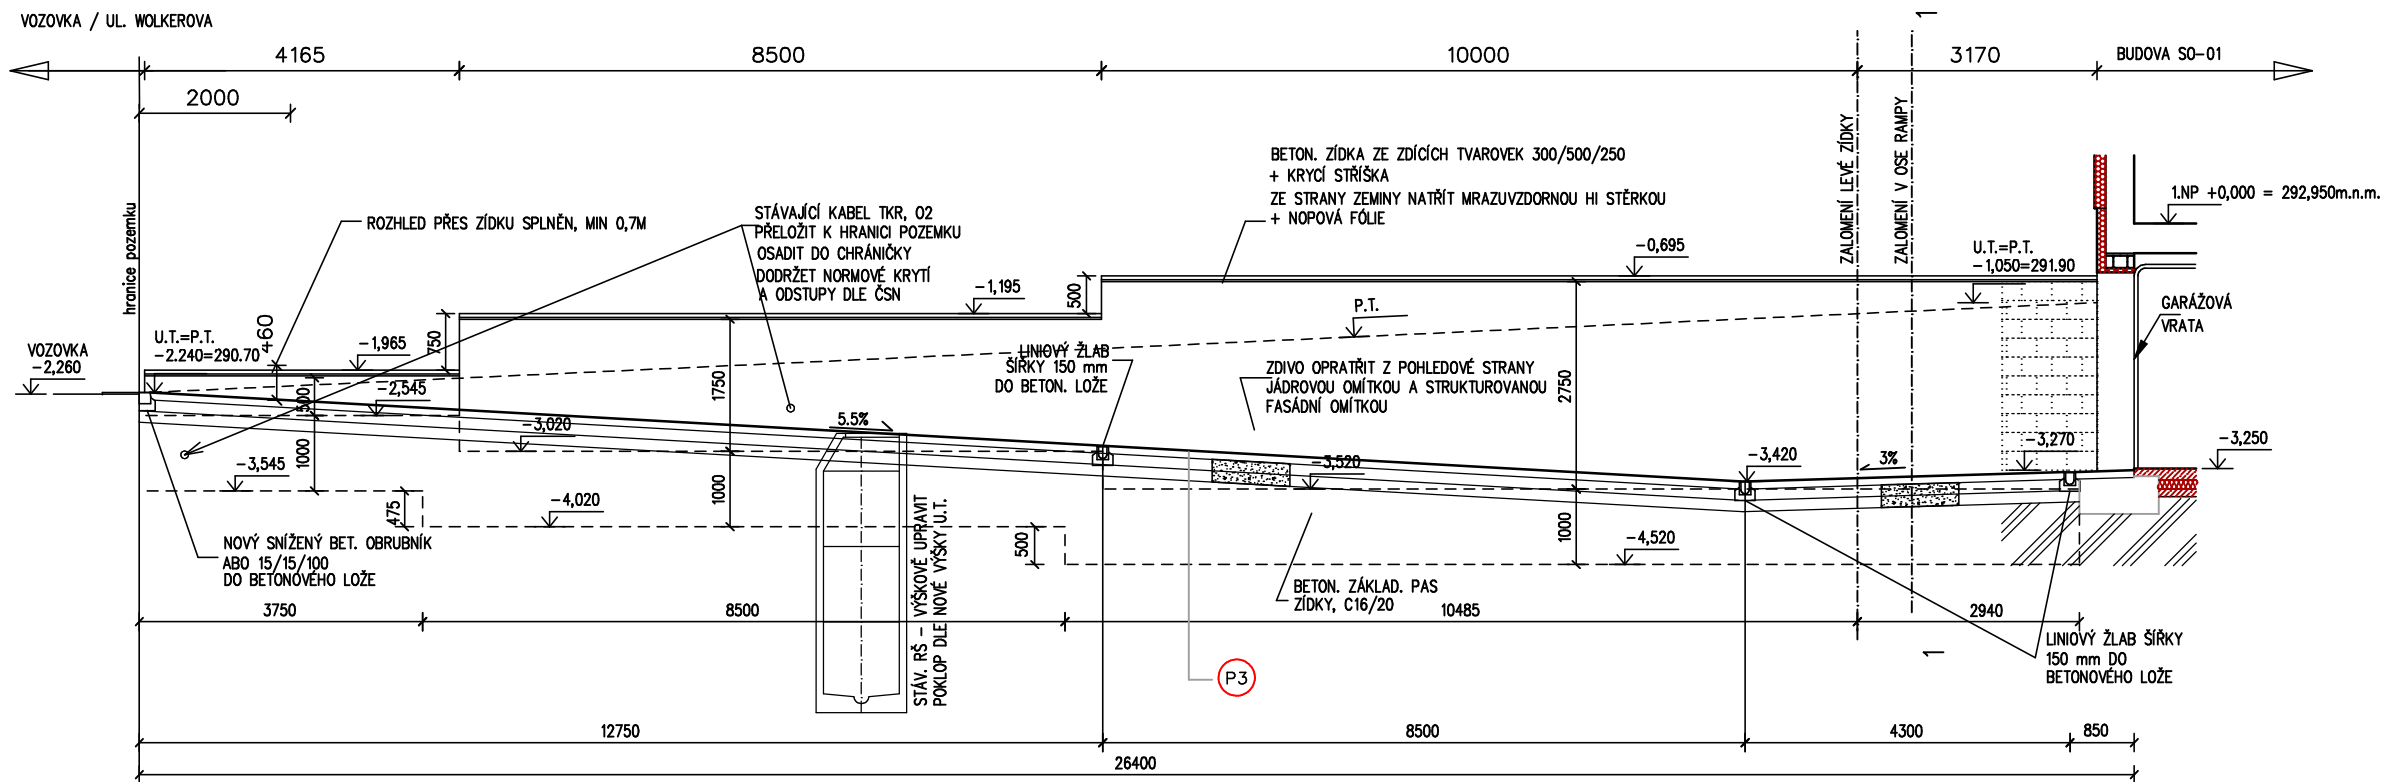 VOZOVKA / UL. WOLKEROVA
1
4165
8500
10000
3170
BUDOVA SO-01
2000
hranice pozemku
ROZHLED PŘES ZÍDKU SPLNĚN, MIN 0,7M
STÁVAJÍCÍ KABEL TKR, O2
PŘELOŽIT K HRANICI POZEMKU
OSADIT DO CHRÁNIČKY
DODRŽET NORMOVÉ KRYTÍ
A ODSTUPY DLE ČSN
BETON. ZÍDKA ZE ZDÍCÍCH TVAROVEK 300/500/250
+ KRYCÍ STŘÍŠKA
ZE STRANY ZEMINY NATŘÍT MRAZUVZDORNOU HI STĚRKOU
+ NOPOVÁ FÓLIE
ZALOMENÍ LEVÉ ZÍDKY
ZALOMENÍ V OSE RAMPY
1.NP +0,000 = 292,950m.n.m.
-0,695
U.T.=P.T.
-1,050=291.90
-1,195
500
P.T.
GARÁŽOVÁ
VRATA
460
750
U.T.=P.T.
-2.240=290.70
-1,965
VOZOVKA
-2,260
-2,545
500
1750
2750
LINIOVÝ ŽLAB
ŠÍŘKY 150 mm
DO BETON. LOŽE
ZDIVO OPRATŘIT Z POHLEDOVÉ STRANY
JÁDROVOU OMÍTKOU A STRUKTUROVANOU
FASÁDNÍ OMÍTKOU
5.5%
-3,020
1000
-3,545
-3,520
-3,420
3%
-3,270
-3,250
475
-4,020
1000
500
-4,520
1000
NOVÝ SNÍŽENÝ BET. OBRUBNÍK
ABO 15/15/100
DO BETONOVÉHO LOŽE
STÁV. RŠ - VÝŠKOVĚ UPRAVIT
POKLOP DLE NOVÉ VÝŠKY U.T.
BETON. ZÁKLAD. PAS
ZÍDKY, C16/20
3750
8500
10485
2940
LINIOVÝ ŽLAB ŠÍŘKY
150 mm DO
BETONOVÉHO LOŽE
1
P3
12750
8500
4300
850
26400